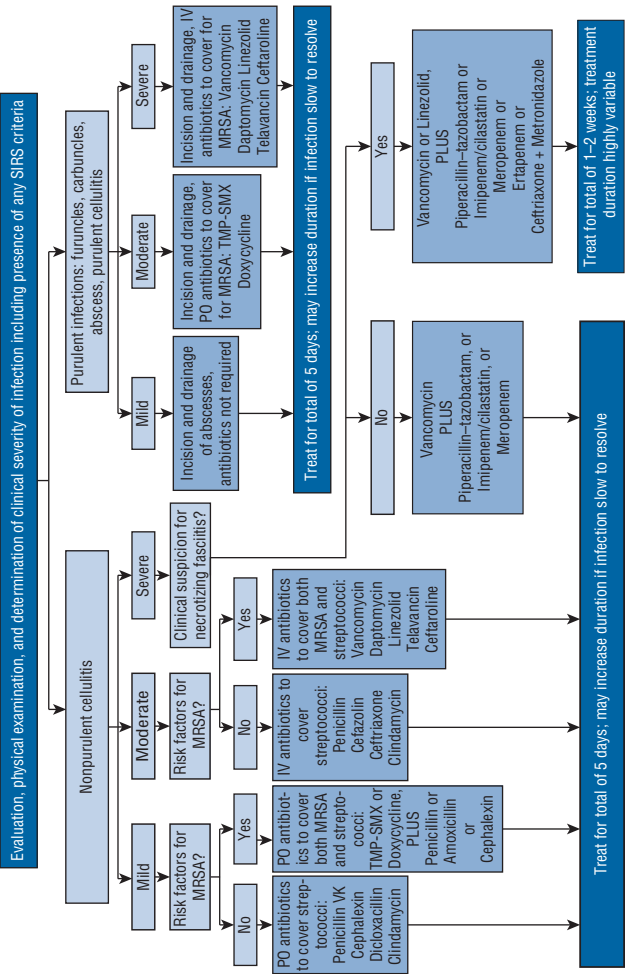 Evaluation, physical examination, and determination of clinical severity of infection including presence of any SIRS criteria
Nonpurulent cellulitis
Mild
Risk factors for
MRSA?
No
PO antibiotics
to cover strep-
tococci:
Penicillin VK
Cephalexin
Dicloxacillin
Clindamycin
Yes
PO antibiot-
ics to cover
both MRSA
and strepto-
cocci:
TMP-SMX or
Doxycycline,
PLUS
Penicillin or
Amoxicillin
or
Cephalexin
Moderate
Risk factors for
MRSA?
No
IV antibiotics to
cover
streptococci:
Penicillin
Cefazolin
Ceftriaxone
Clindamycin
Yes
IV antibiotics
to cover both
MRSA and
streptococci:
Vancomycin
Daptomycin
Linezolid
Telavancin
Ceftaroline
Severe
Clinical suspicion for
necrotizing fasciitis?
No
Vancomycin
PLUS
Piperacillin–tazobactam, or
Imipenem/cilastatin, or
Meropenem
Treat for total of 5 days; may increase duration if infection slow to resolve
Yes
Vancomycin or Linezolid,
PLUS
Piperacillin–tazobactam or
Imipenem/cilastatin or
Meropenem or
Ertapenem or
Ceftriaxone + Metronidazole
Treat for total of 1–2 weeks; treatment
duration highly variable
Purulent infections: furuncles, carbuncles,
abscess, purulent cellulitis
Mild
Incision and drainage
of abscesses,
antibiotics not required
Moderate
Incision and drainage,
PO antibiotics to cover
for MRSA: TMP-SMX
Doxycycline
Severe
Incision and drainage, IV
antibiotics to cover for
MRSA: Vancomycin
Daptomycin Linezolid
Telavancin Ceftaroline
Treat for total of 5 days; may increase duration if infection slow to resolve